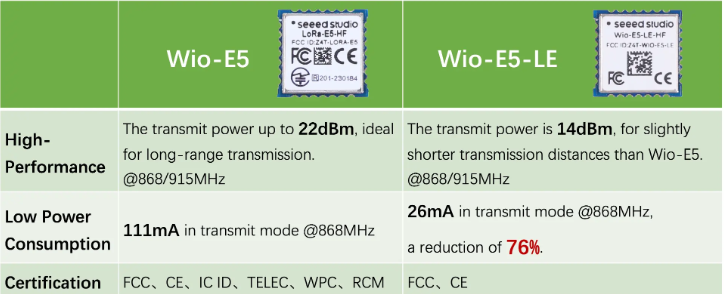 Wio-E5
seeed studio
LoRa-E5-HF
FCC ID:Z4T-LORA-E5
FC CE
R 201-230184
Wio-E5-LE
seeed studio
Wio-E5-LE-HF
FCC ID:Z4T-WIO-E5-LE
FC CE
High-
Performance
The transmit power up to 22dBm, ideal
for long-range transmission.
@868/915MHz
The transmit power is 14dBm, for slightly
shorter transmission distances than Wio-E5.
@868/915MHz
Low Power
Consumption
111mA in transmit mode @868MHz
26mA in transmit mode @868MHz,
a reduction of 76%.
Certification
FCC、CE、IC ID、TELEC、WPC、RCM
FCC、CE